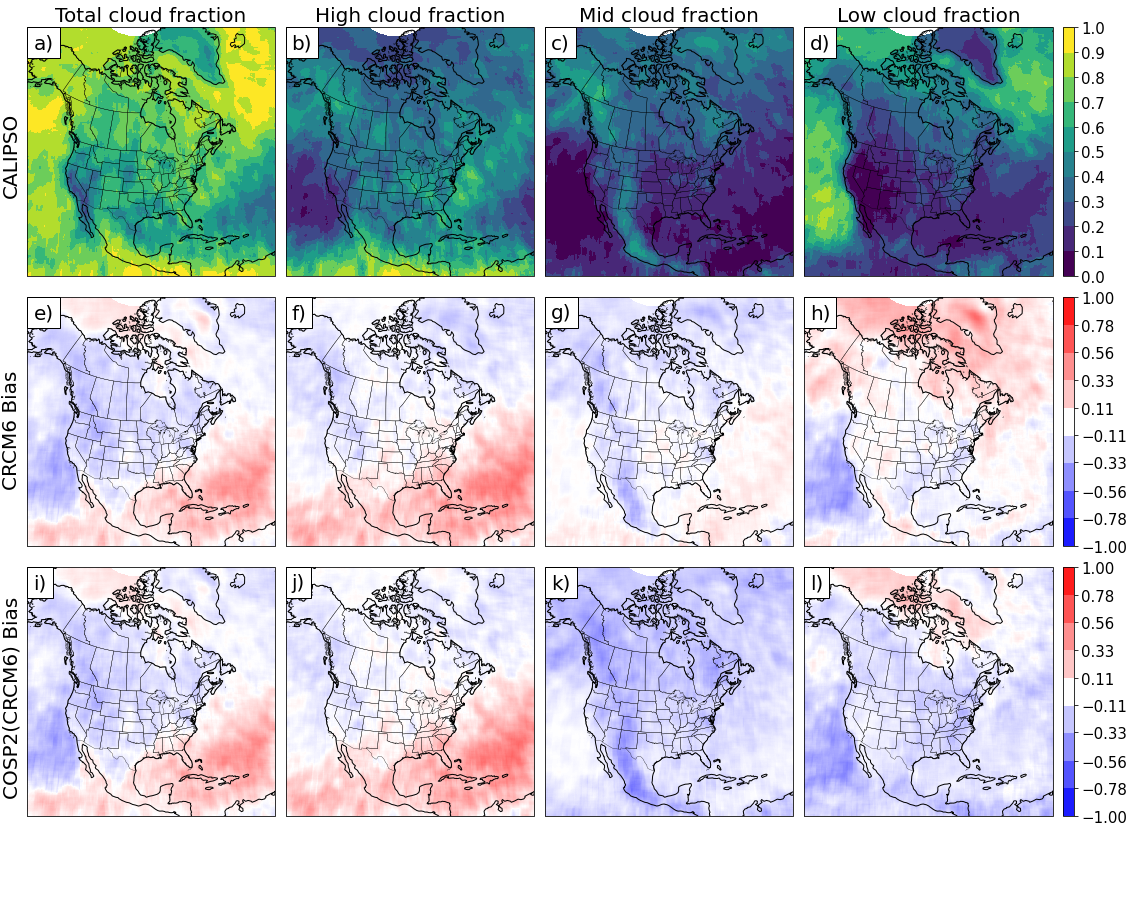 Total cloud fraction
High cloud fraction
Mid cloud fraction
Low cloud fraction
CALIPSO
a)
b)
c)
d)
1.0
0.9
0.8
0.7
0.6
0.5
0.4
0.3
0.2
0.1
0.0
CRCM6 Bias
e)
f)
g)
h)
1.00
0.78
0.56
0.33
0.11
−0.11
−0.33
−0.56
−0.78
−1.00
COSP2(CRCM6) Bias
i)
j)
k)
l)
1.00
0.78
0.56
0.33
0.11
−0.11
−0.33
−0.56
−0.78
−1.00